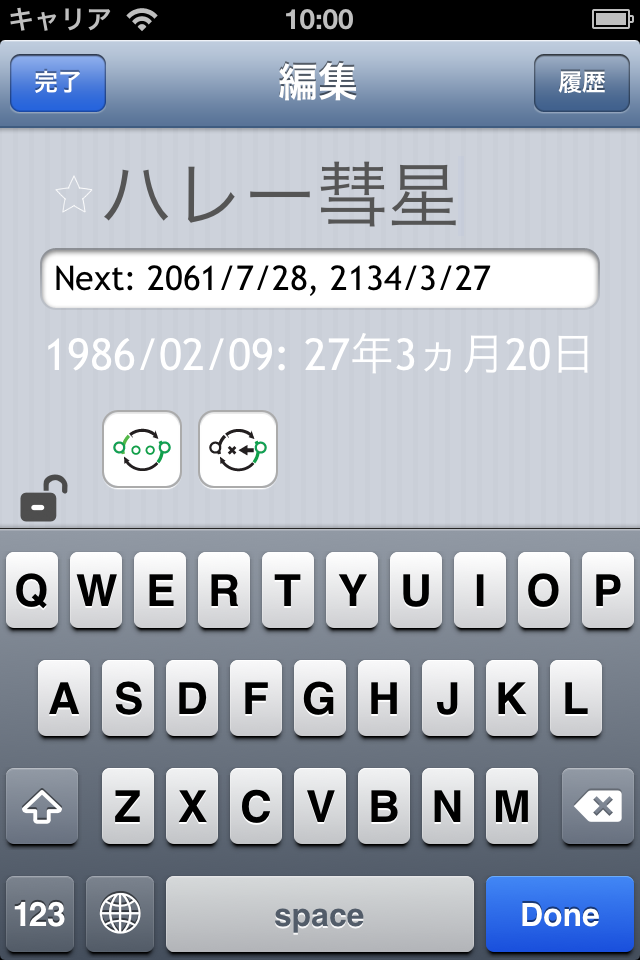 キャリア 10:00
完了 編集 履歴
ハレー彗星
Next: 2061/7/28, 2134/3/27
1986/02/09: 27年3ヵ月20日
Q W E R T Y U I O P
A S D F G H J K L
Z X C V B N M
123 space Done